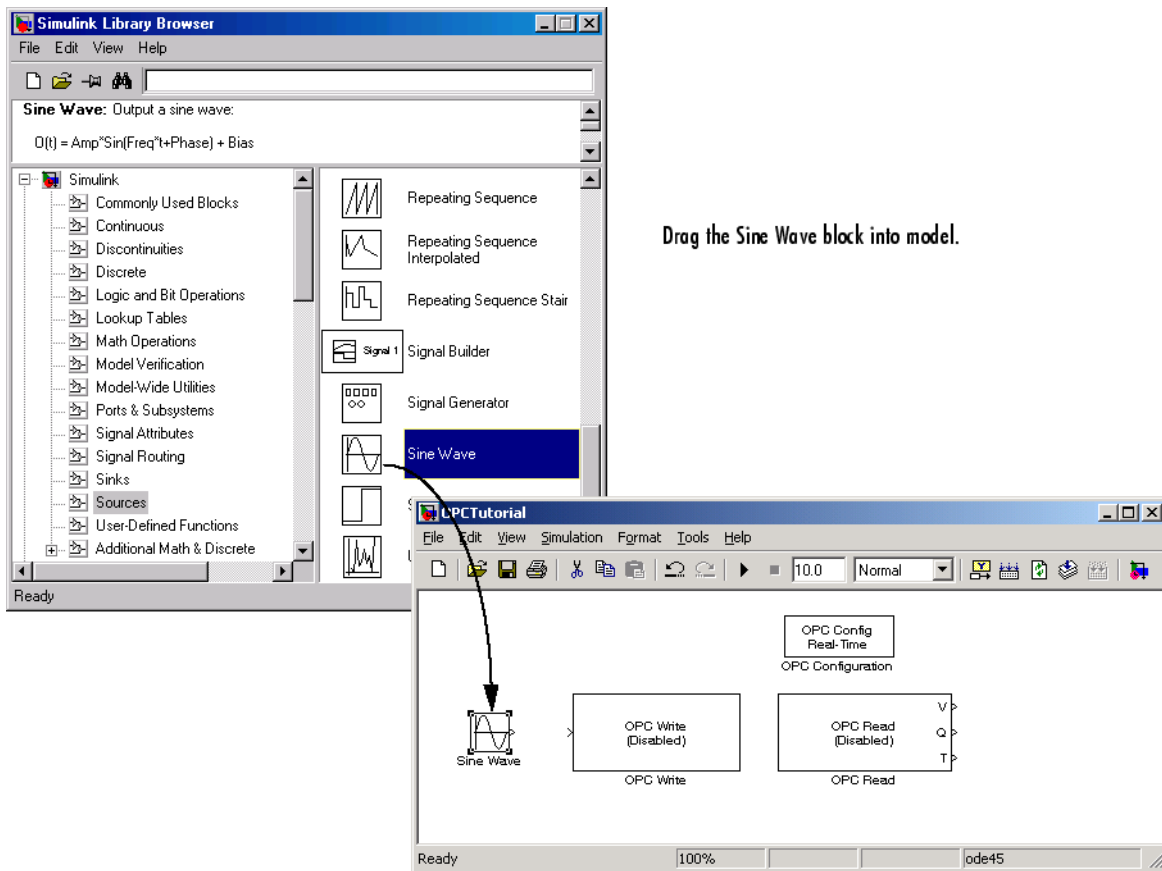 Simulink Library Browser
File Edit View Help
Sine Wave: Output a sine wave:
O(t) = Amp*Sin(Freq*t+Phase) + Bias
Simulink
Commonly Used Blocks
Continuous
Discontinuities
Discrete
Logic and Bit Operations
Lookup Tables
Math Operations
Model Verification
Model-Wide Utilities
Ports & Subsystems
Signal Attributes
Signal Routing
Sinks
Sources
User-Defined Functions
Additional Math & Discrete
Repeating Sequence
Repeating Sequence
Interpolated
Repeating Sequence Stair
Signal 1
Signal Builder
Signal Generator
Sine Wave
Ready
Drag the Sine Wave block into model.
OPCTutorial
File Edit View Simulation Format Tools Help
10.0 Normal
OPC Config
Real-Time
OPC Configuration
Sine Wave
OPC Write
(Disabled)
OPC Write
OPC Read
(Disabled)
V
Q
T
OPC Read
Ready 100% ode45